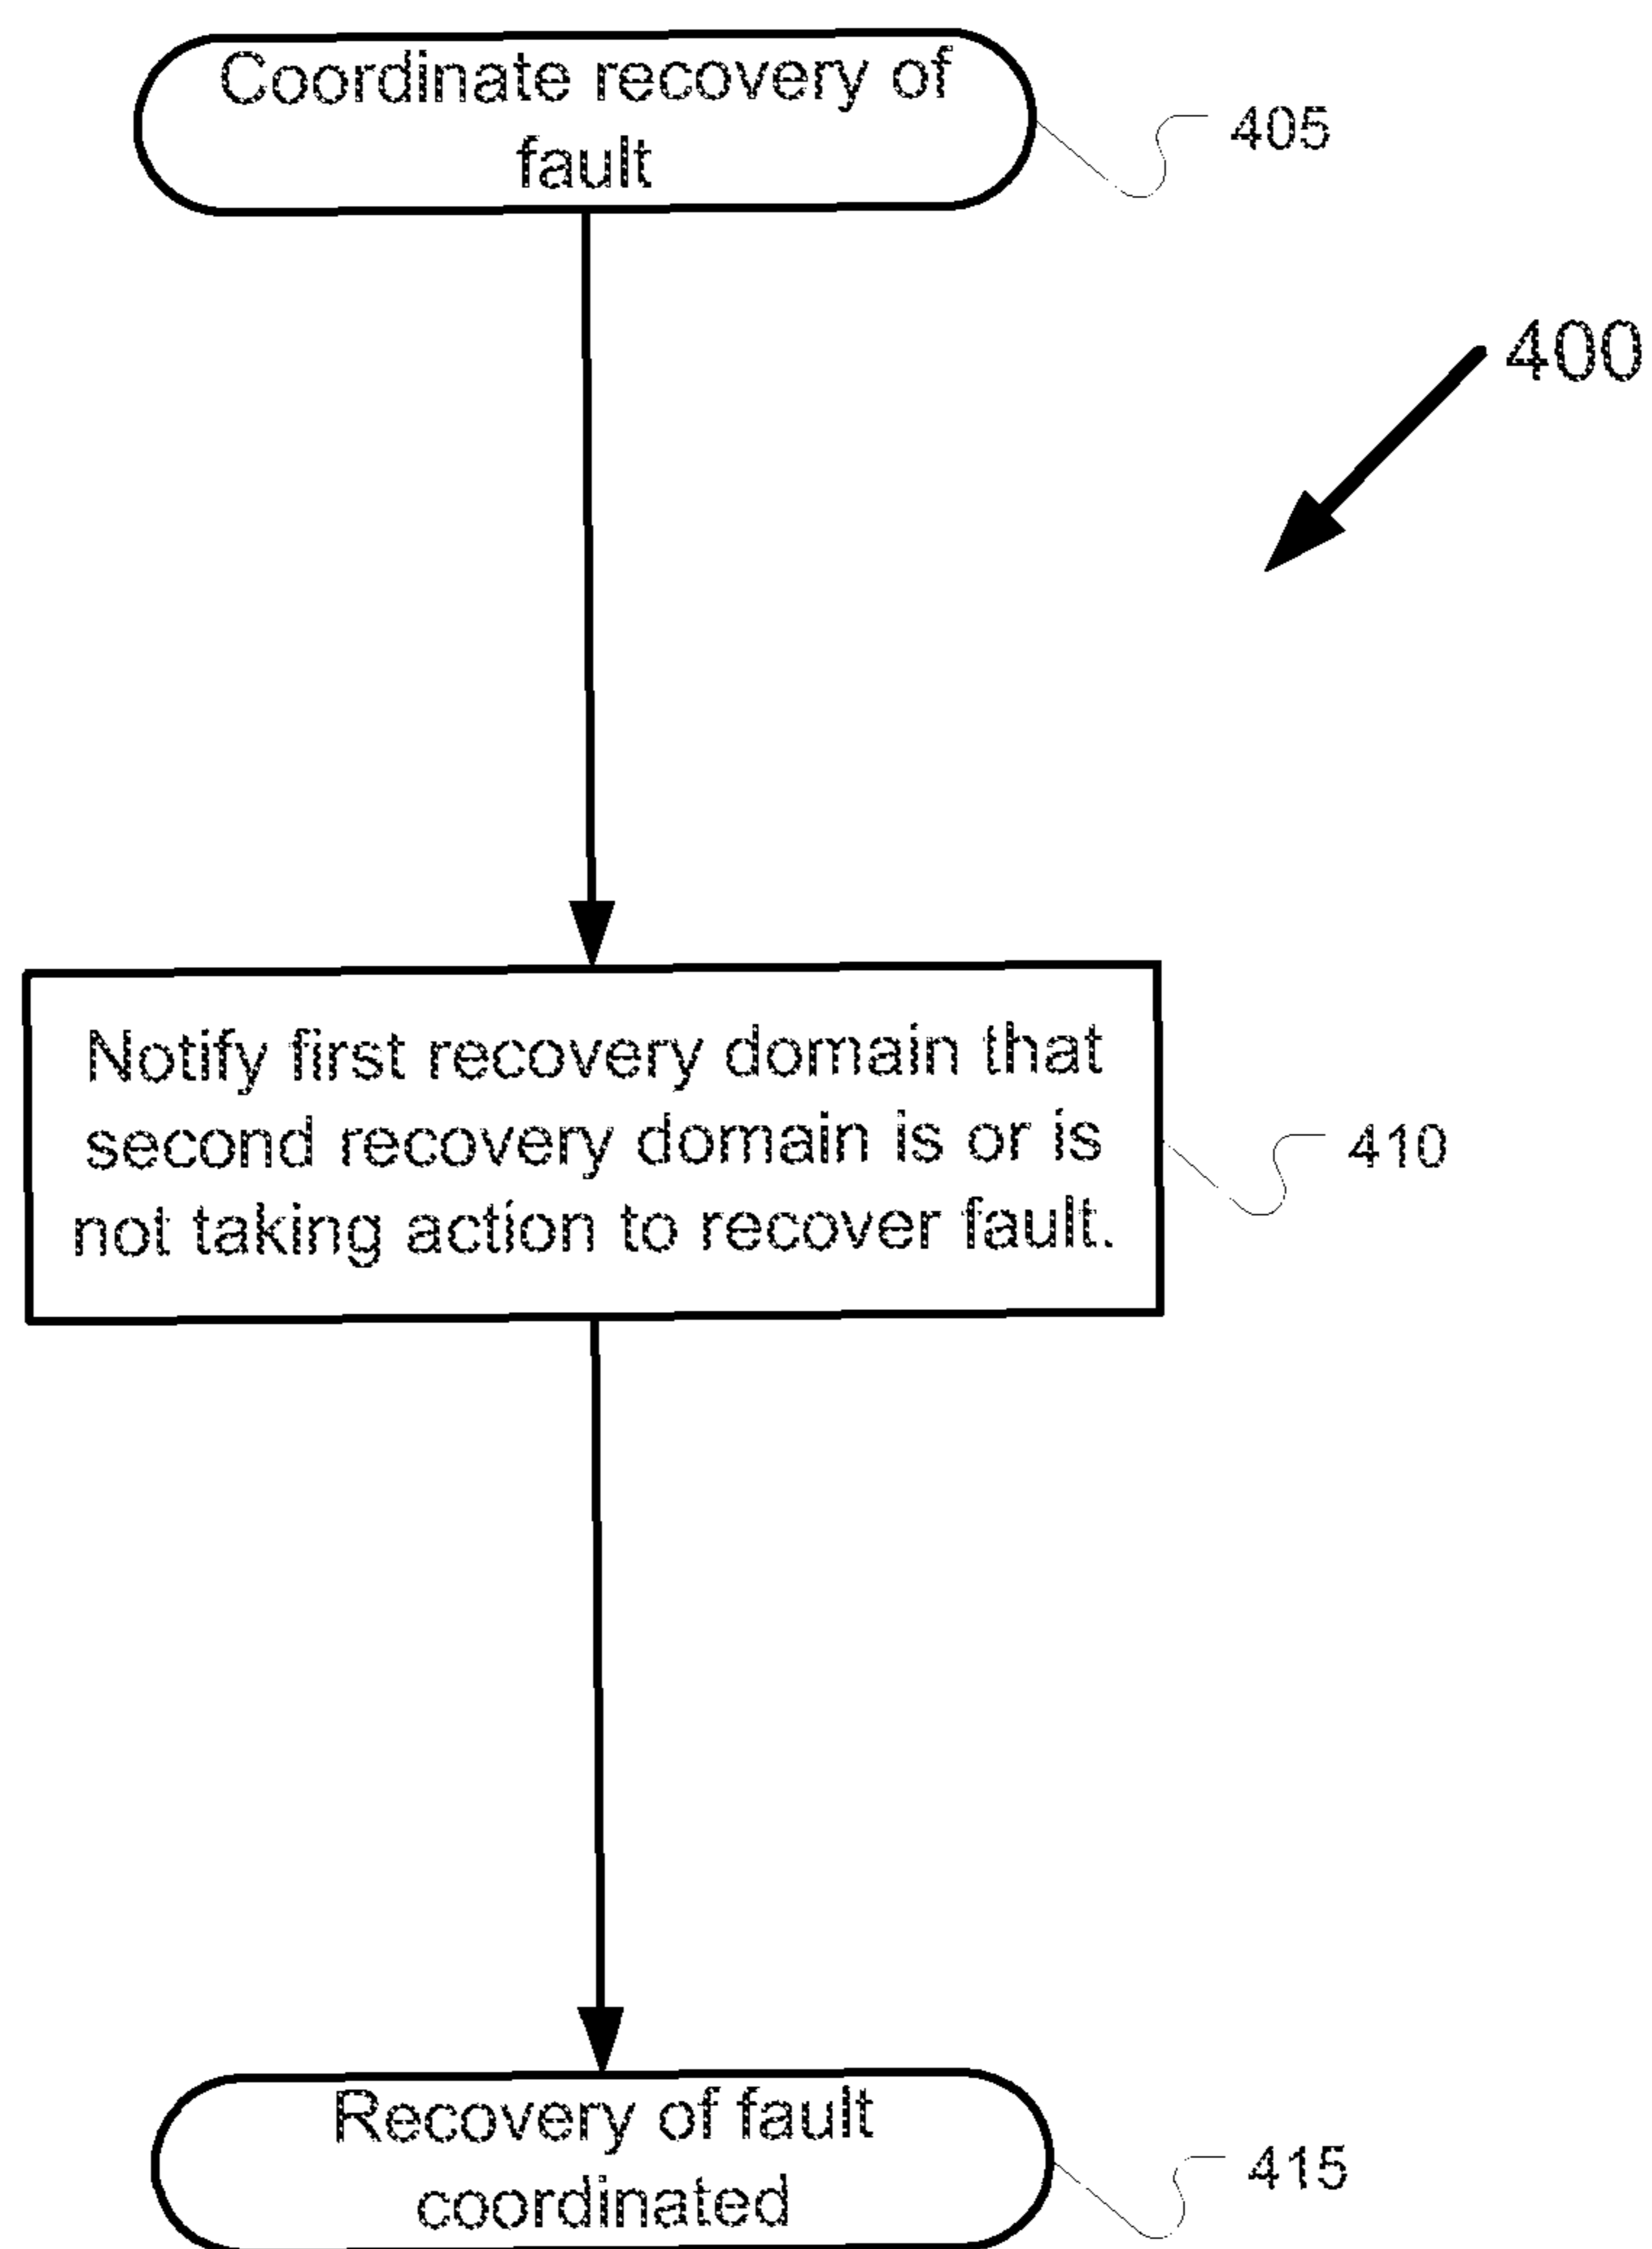 Coordinate recovery of
fault
405
400
Notify first recovery domain that
second recovery domain is or is
not taking action to recover fault.
410
Recovery of fault
coordinated
415